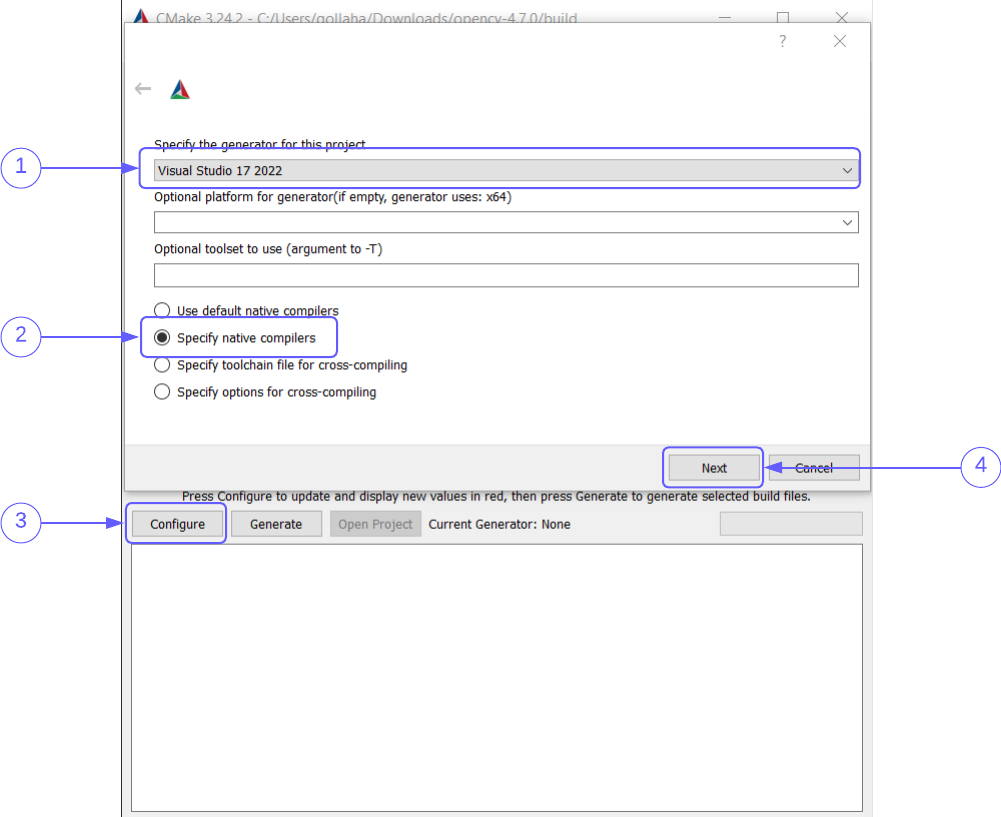 CMake 3.24.2 - C:/Users/gollaha/Downloads/opencv-4.7.0/build
?
Specify the generator for this project
1
Visual Studio 17 2022
Optional platform for generator(if empty, generator uses: x64)
Optional toolset to use (argument to -T)
Use default native compilers
2
Specify native compilers
Specify toolchain file for cross-compiling
Specify options for cross-compiling
Next
Cancel
4
Press Configure to update and display new values in red, then press Generate to generate selected build files.
3
Configure
Generate
Open Project
Current Generator: None